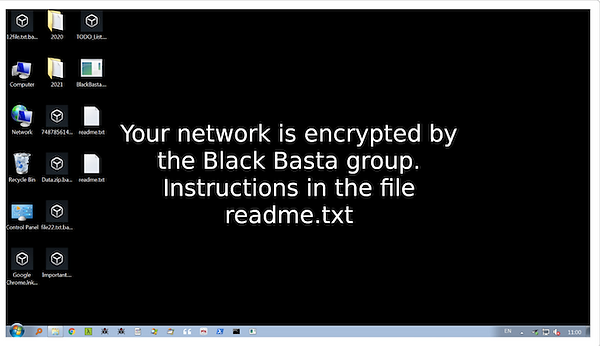 12file.txt.ba...
2020
TODO_List...
Computer
2021
BlackBasta...
Your network is encrypted by
the Black Basta group.
Instructions in the file
readme.txt
Network
748785614...
readme.txt
Recycle Bin
Data.zip.ba...
readme.txt
Control Panel
file22.txt.ba...
Google
Chrome.lnk...
Important...
EN
11:00